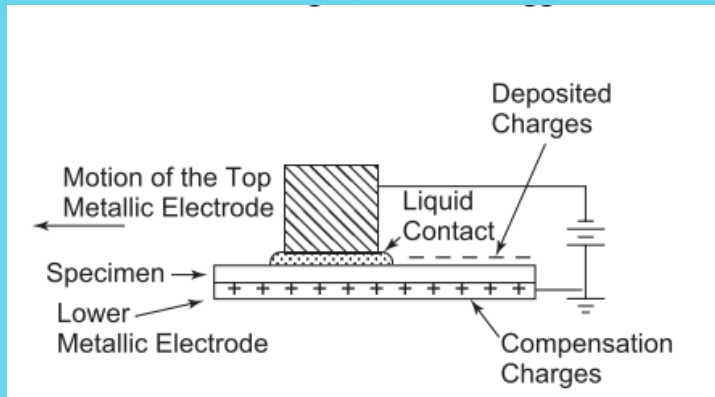 Deposited
Charges
Motion of the Top
Metallic Electrode
Liquid
Contact
Specimen
Lower
Metallic Electrode
Compensation
Charges